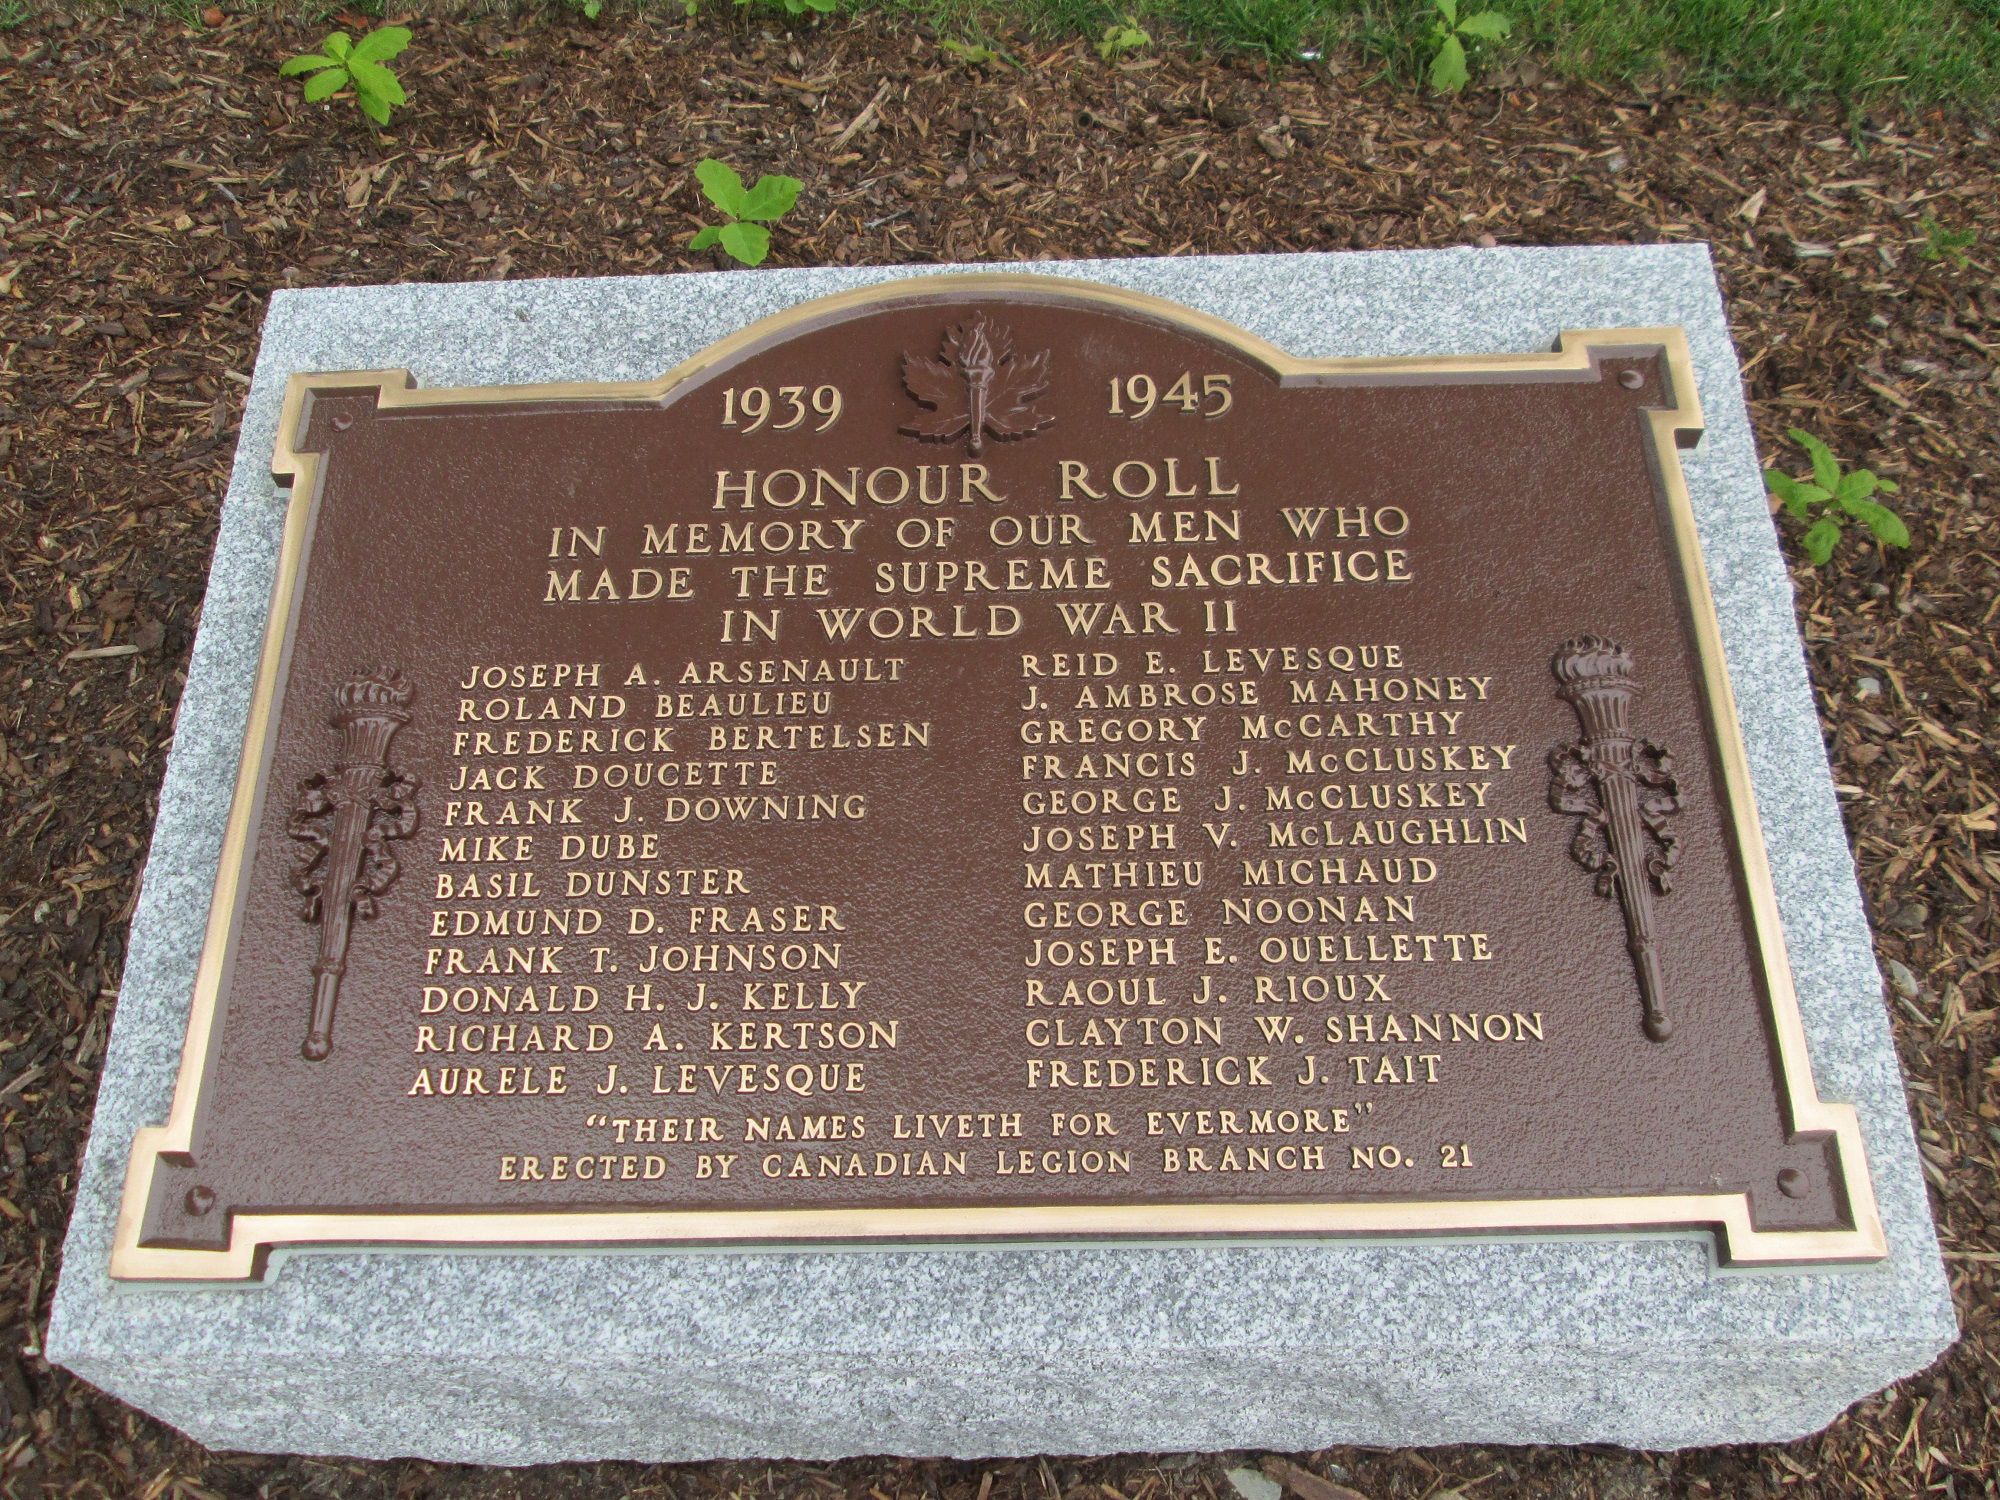 1939 1945
HONOUR ROLL
IN MEMORY OF OUR MEN WHO
MADE THE SUPREME SACRIFICE
IN WORLD WAR II
JOSEPH A. ARSENAULT
ROLAND BEAULIEU
FREDERICK BERTELSEN
JACK DOUCETTE
FRANK J. DOWNING
MIKE DUBE
BASIL DUNSTER
EDMUND D. FRASER
FRANK T. JOHNSON
DONALD H. J. KELLY
RICHARD A. KERTSON
AURELE J. LEVESQUE
REID E. LEVESQUE
J. AMBROSE MAHONEY
GREGORY McCARTHY
FRANCIS J. McCLUSKEY
GEORGE J. McCLUSKEY
JOSEPH V. McLAUGHLIN
MATHIEU MICHAUD
GEORGE NOONAN
JOSEPH E. OUELLETTE
RAOUL J. RIOUX
CLAYTON W. SHANNON
FREDERICK J. TAIT
"THEIR NAMES LIVETH FOR EVERMORE"
ERECTED BY CANADIAN LEGION BRANCH NO. 21